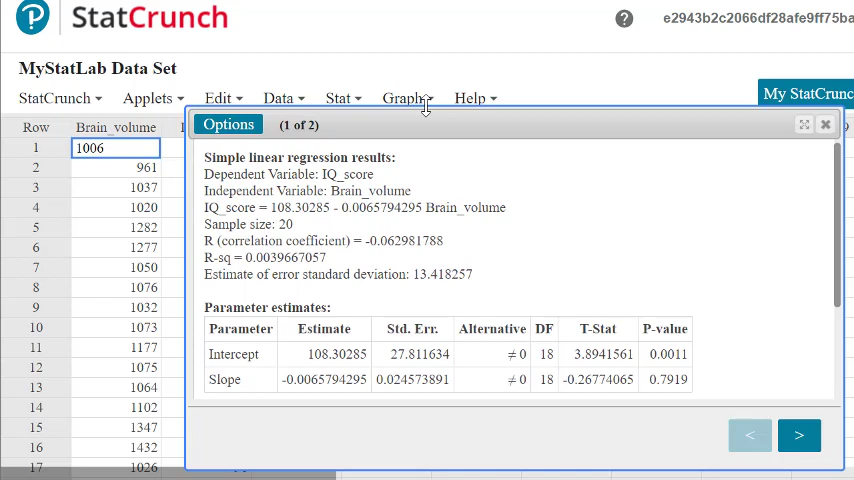 StatCrunch
e2943b2c2066df28afe9ff75ba
MyStatLab Data Set
StatCrunch Applets Edit Data Stat Graph Help
My StatCrunc
Row Brain_volume
Options (1 of 2)
1 1006
2 961
3 1037
4 1020
5 1282
6 1277
7 1050
8 1076
9 1032
10 1073
11 1177
12 1075
13 1064
14 1102
15 1347
16 1432
17 1026
Simple linear regression results:
Dependent Variable: IQ_score
Independent Variable: Brain_volume
IQ_score = 108.30285 - 0.0065794295 Brain_volume
Sample size: 20
R (correlation coefficient) = -0.062981788
R-sq = 0.0039667057
Estimate of error standard deviation: 13.418257
Parameter estimates:
Parameter Estimate Std. Err. Alternative DF T-Stat P-value
Intercept 108.30285 27.811634 ≠ 0 18 3.8941561 0.0011
Slope -0.0065794295 0.024573891 ≠ 0 18 -0.26774065 0.7919
< >